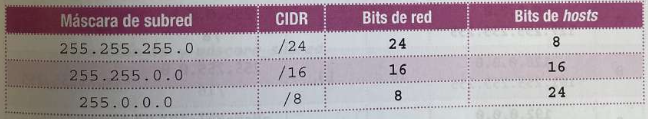 Máscara de subred CIDR Bits de red Bits de hosts
255.255.255.0 /24 24 8
255.255.0.0 /16 16 16
255.0.0.0 /8 8 24